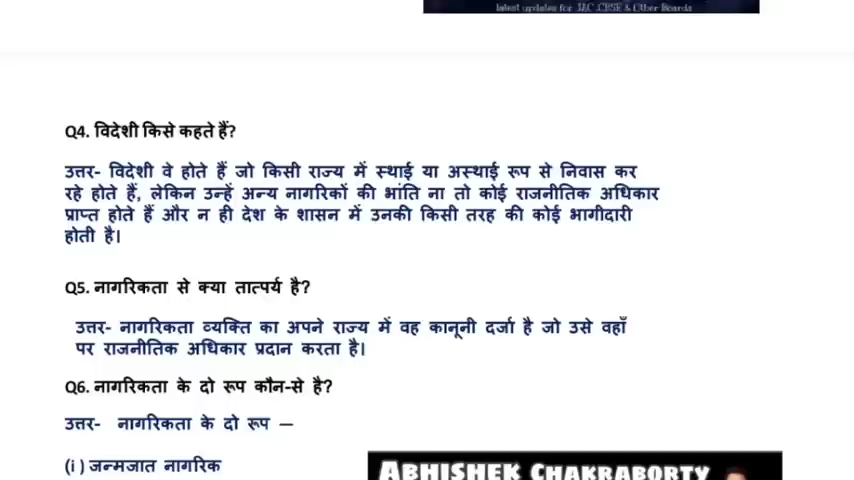 latest updates for JAC ,CBSE & Other Boards
Q4. विदेशी किसे कहते हैं?
उत्तर- विदेशी वे होते हैं जो किसी राज्य में स्थाई या अस्थाई रूप से निवास कर
रहे होते हैं, लेकिन उन्हें अन्य नागरिकों की भांति ना तो कोई राजनीतिक अधिकार
प्राप्त होते हैं और न ही देश के शासन में उनकी किसी तरह की कोई भागीदारी
होती है।
Q5. नागरिकता से क्या तात्पर्य है?
उत्तर- नागरिकता व्यक्ति का अपने राज्य में वह कानूनी दर्जा है जो उसे वहाँ
पर राजनीतिक अधिकार प्रदान करता है।
Q6. नागरिकता के दो रूप कौन-से है?
उत्तर- नागरिकता के दो रूप —
(i ) जन्मजात नागरिक
ABHISHEK CHAKRABORTY